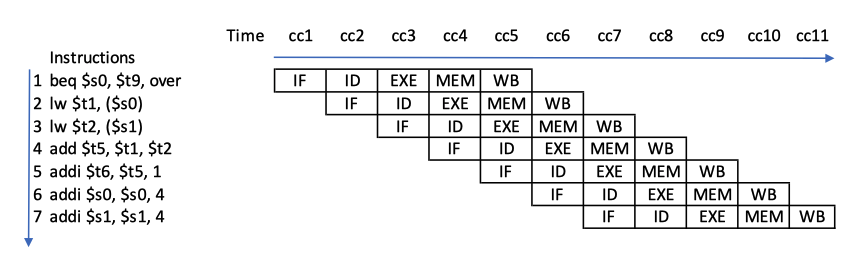 Time cc1 cc2 cc3 cc4 cc5 cc6 cc7 cc8 cc9 cc10 cc11
Instructions
1 beq $s0, $t9, over IF ID EXE MEM WB
2 lw $t1, ($s0) IF ID EXE MEM WB
3 lw $t2, ($s1) IF ID EXE MEM WB
4 add $t5, $t1, $t2 IF ID EXE MEM WB
5 addi $t6, $t5, 1 IF ID EXE MEM WB
6 addi $s0, $s0, 4 IF ID EXE MEM WB
7 addi $s1, $s1, 4 IF ID EXE MEM WB